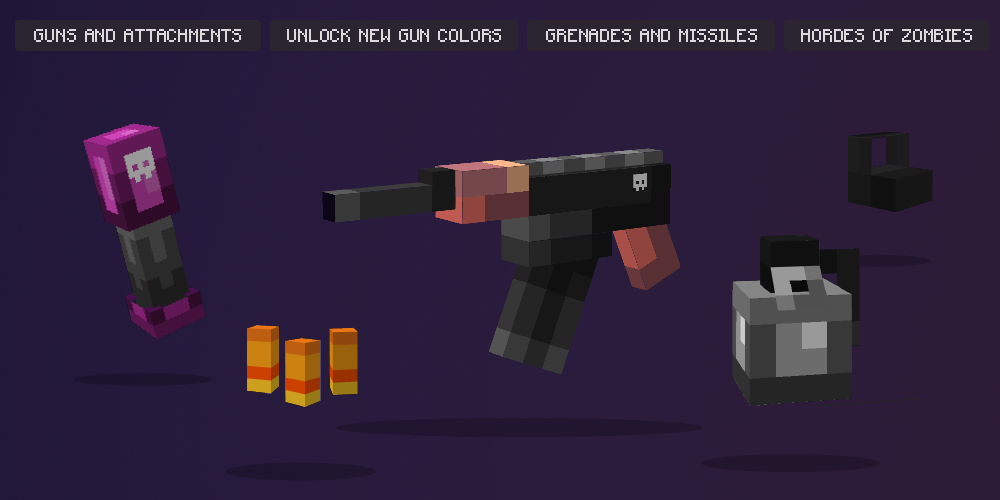 GUNS AND ATTACHMENTS
UNLOCK NEW GUN COLORS
GRENADES AND MISSILES
HORDES OF ZOMBIES